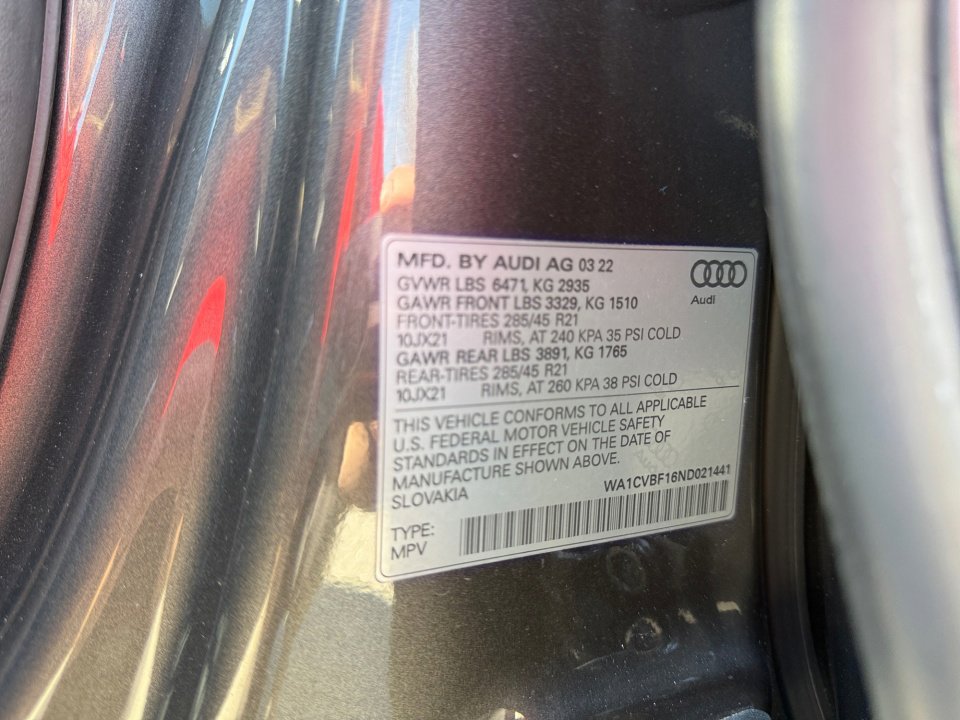 MFD. BY AUDI AG 03 22
GVWR LBS 6471, KG 2935
GAWR FRONT LBS 3329, KG 1510
FRONT-TIRES 285/45 R21
10JX21 RIMS, AT 240 KPA 35 PSI COLD
GAWR REAR LBS 3891, KG 1765
REAR-TIRES 285/45 R21
10JX21 RIMS, AT 260 KPA 38 PSI COLD
Audi
THIS VEHICLE CONFORMS TO ALL APPLICABLE
U.S. FEDERAL MOTOR VEHICLE SAFETY
STANDARDS IN EFFECT ON THE DATE OF
MANUFACTURE SHOWN ABOVE.
SLOVAKIA WA1CVBF16ND021441
TYPE:
MPV